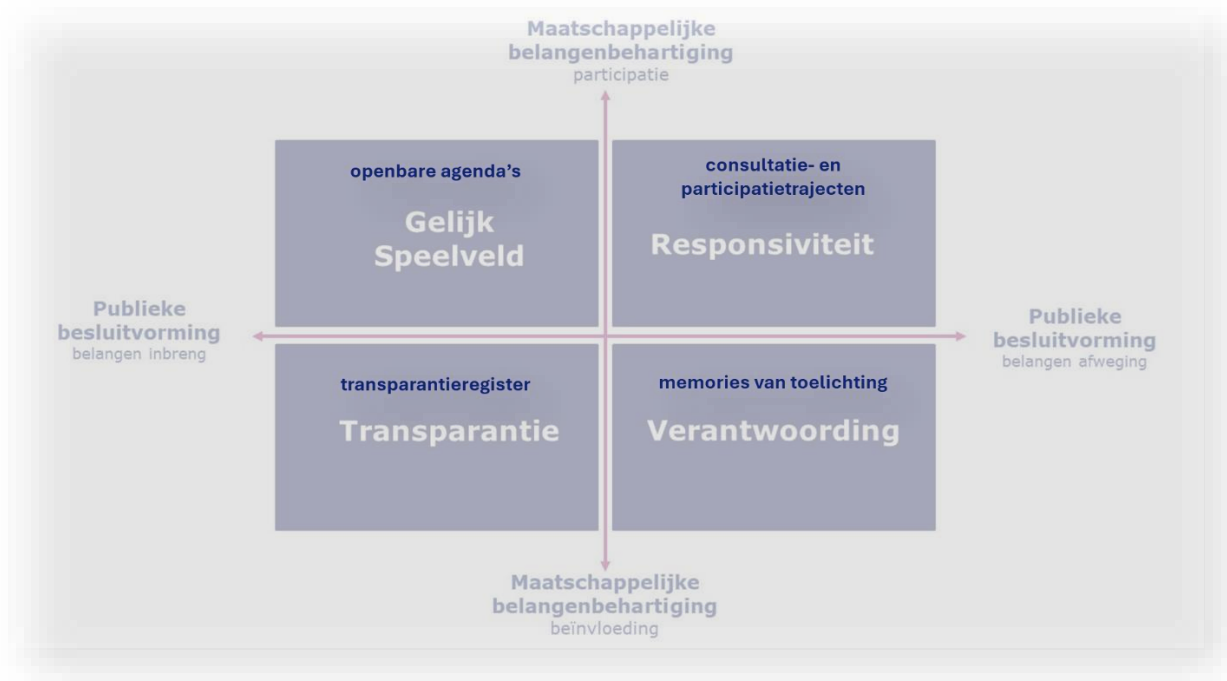 Maatschappelijke
belangenbehartiging
participatie
openbare agenda's
Gelijk
Speelveld
consultatie- en
participatietrajecten
Responsiviteit
Publieke
besluitvorming
belangen inbreng
Publieke
besluitvorming
belangen afweging
transparantieregister
Transparantie
memories van toelichting
Verantwoording
Maatschappelijke
belangenbehartiging
beïnvloeding